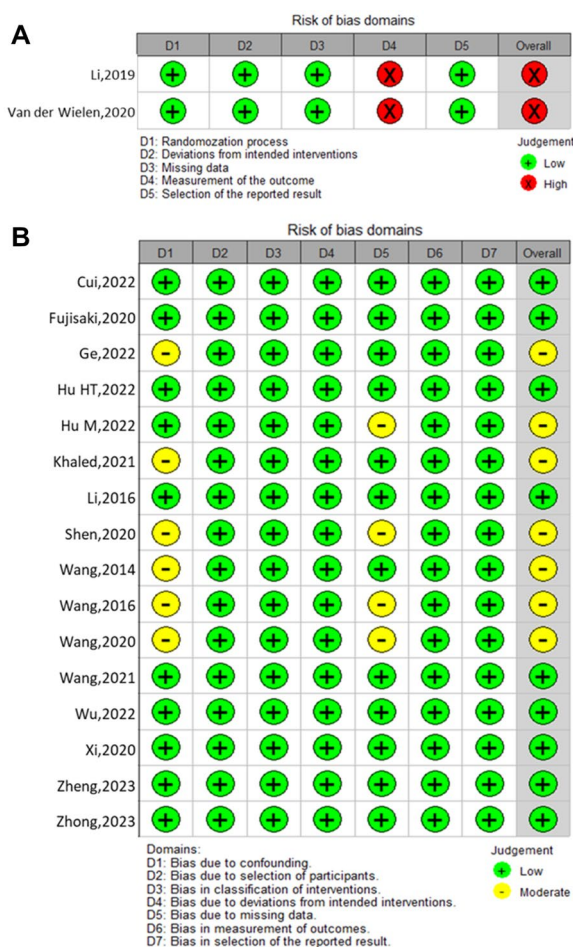 A
Risk of bias domains
D1 D2 D3 D4 D5 Overall
Li,2019 + + + X + X
Van der Wielen,2020 + + + X + X
D1: Randomozation process
D2: Deviations from intended interventions
D3: Missing data
D4: Measurement of the outcome
D5: Selection of the reported result
Judgement
+ Low
X High
B
Risk of bias domains
D1 D2 D3 D4 D5 D6 D7 Overall
Cui,2022 + + + + + + + +
Fujisaki,2020 + + + + + + + +
Ge,2022 - + + + + + + -
Hu HT,2022 + + + + + + + +
Hu M,2022 + + + + - + + -
Khaled,2021 - + + + + + + -
Li,2016 + + + + + + + +
Shen,2020 - + + + - + + -
Wang,2014 - + + + + + + -
Wang,2016 - + + + - + + -
Wang,2020 - + + + - + + -
Wang,2021 + + + + + + + +
Wu,2022 + + + + + + + +
Xi,2020 + + + + + + + +
Zheng,2023 + + + + + + + +
Zhong,2023 + + + + + + + +
Domains:
D1: Bias due to confounding.
D2: Bias due to selection of participants.
D3: Bias in classification of interventions.
D4: Bias due to deviations from intended interventions.
D5: Bias due to missing data.
D6: Bias in measurement of outcomes.
D7: Bias in selection of the reported result.
Judgement
+ Low
- Moderate